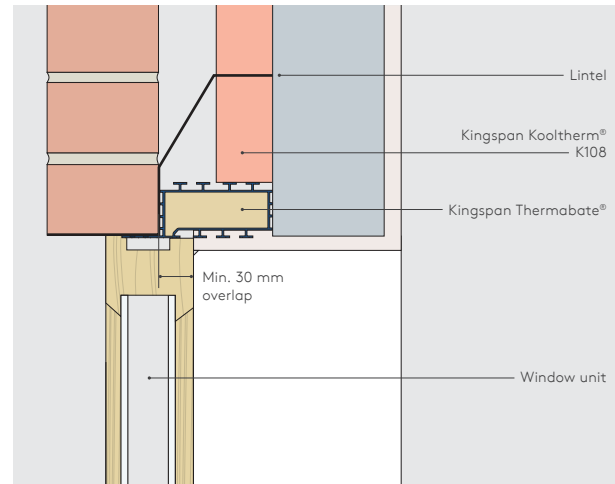 Lintel
Kingspan Kooltherm®
K108
Kingspan Thermabate®
Min. 30 mm
overlap
Window unit